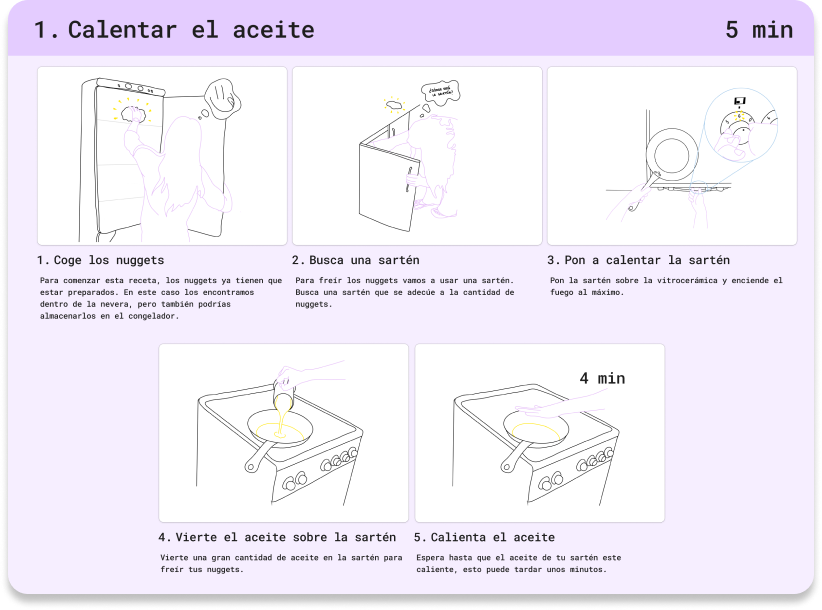 1. Calentar el aceite
5 min
¿Dónde está
la sartén?
1. Coge los nuggets
Para comenzar esta receta, los nuggets ya tienen que
estar preparados. En este caso los encontramos
dentro de la nevera, pero también podrías
almacenarlos en el congelador.
2. Busca una sartén
Para freír los nuggets vamos a usar una sartén.
Busca una sartén que se adecúe a la cantidad de
nuggets.
3. Pon a calentar la sartén
Pon la sartén sobre la vitrocerámica y enciende el
fuego al máximo.
4 min
4. Vierte el aceite sobre la sartén
Vierte una gran cantidad de aceite en la sartén para
freír tus nuggets.
5. Calienta el aceite
Espera hasta que el aceite de tu sartén este
caliente, esto puede tardar unos minutos.